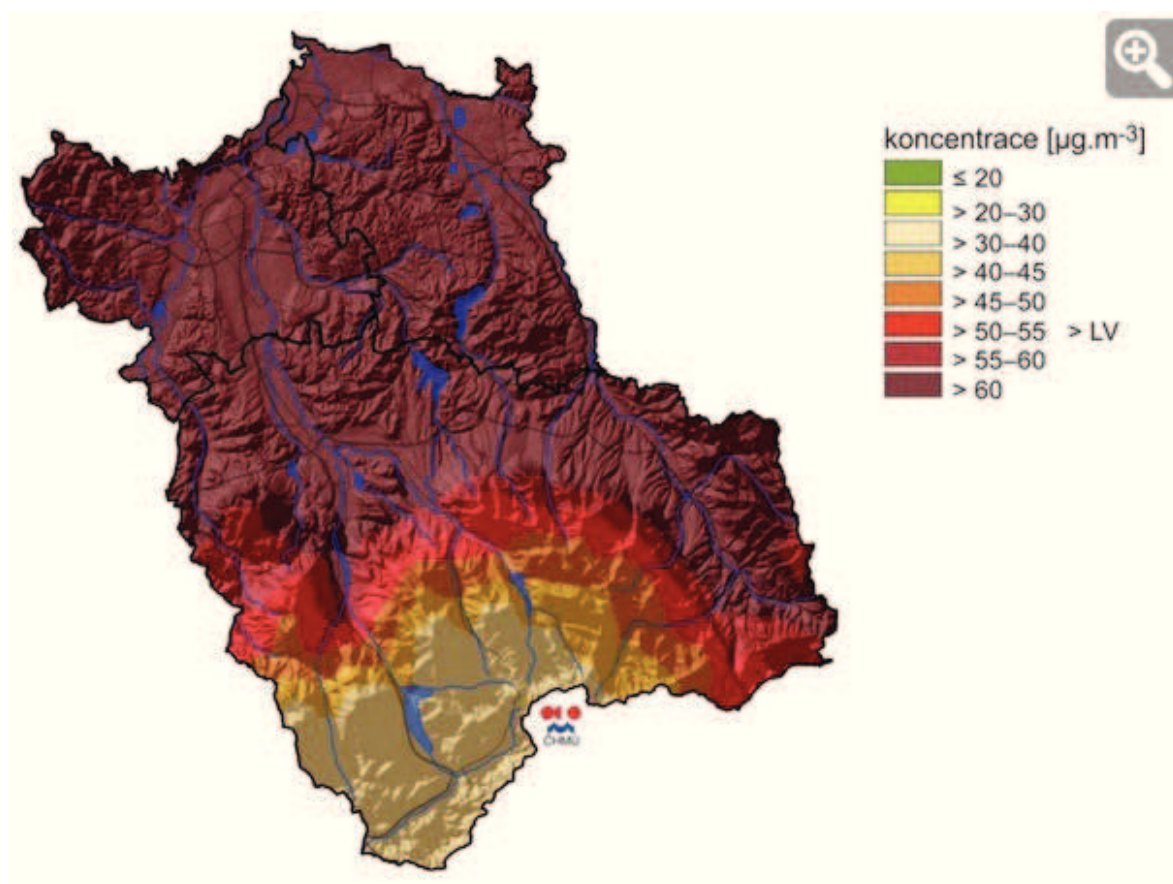 koncentrace [µg.m-3]
≤ 20
> 20–30
> 30–40
> 40–45
> 45–50
> 50–55 > LV
> 55–60
> 60
ČHMÚ